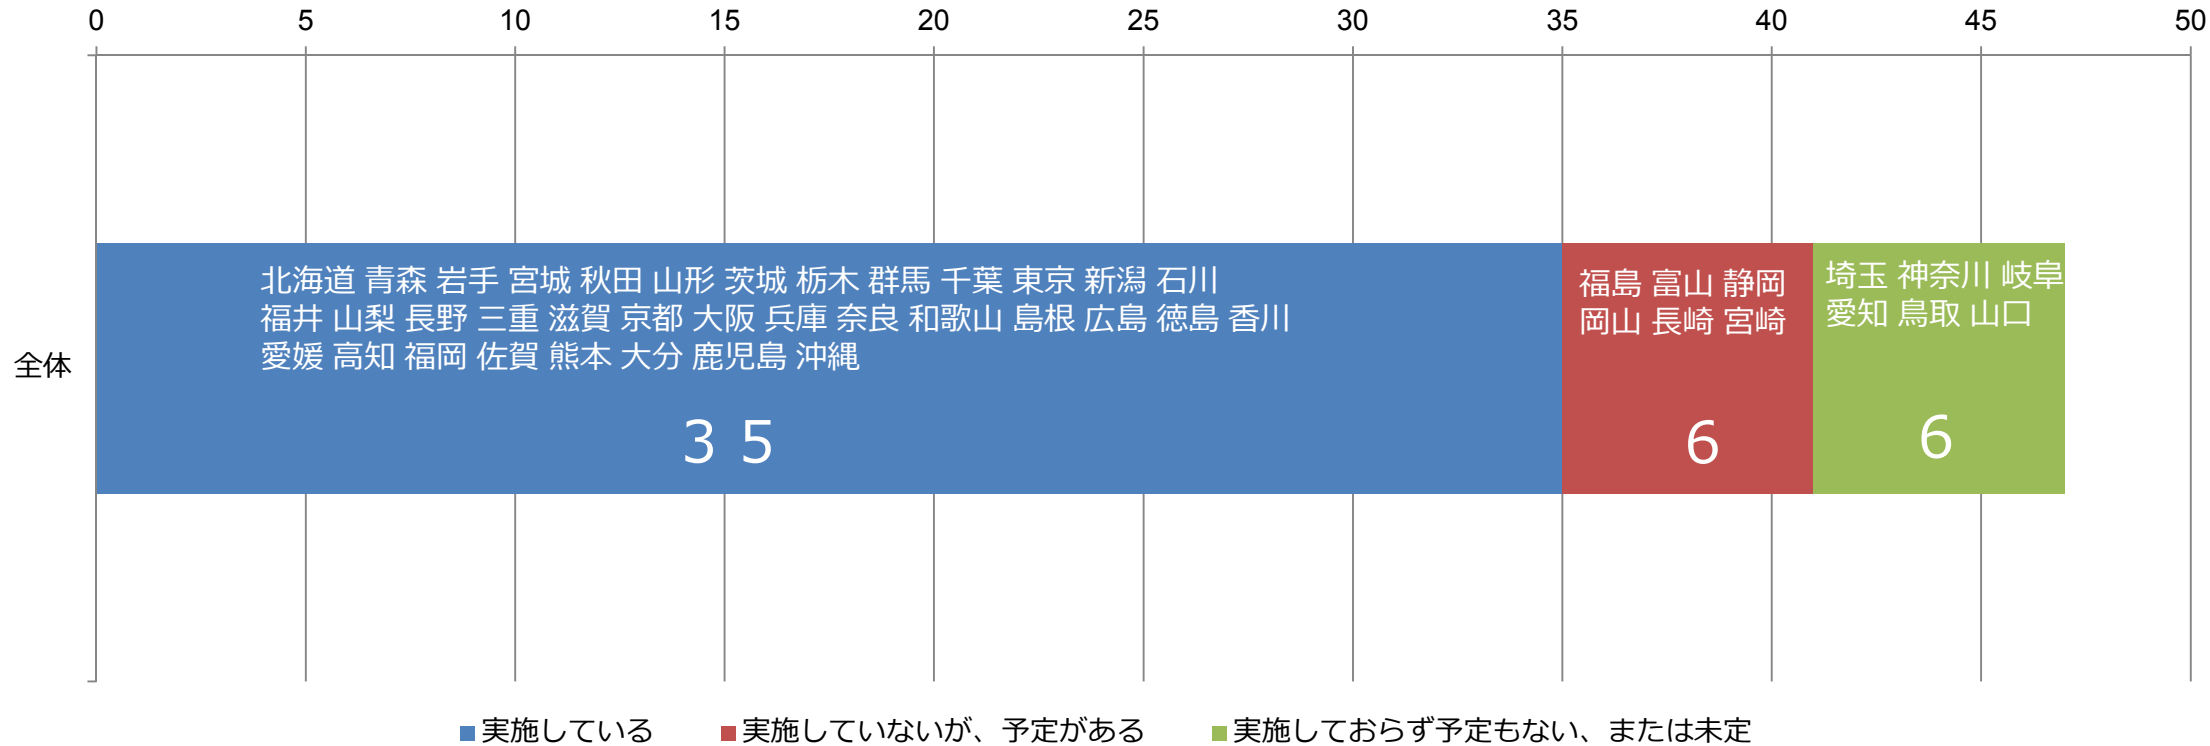 0 5 10 15 20 25 30 35 40 45 50
北海道 青森 岩手 宮城 秋田 山形 茨城 栃木 群馬 千葉 東京 新潟 石川
福井 山梨 長野 三重 滋賀 京都 大阪 兵庫 奈良 和歌山 島根 広島 徳島 香川
愛媛 高知 福岡 佐賀 熊本 大分 鹿児島 沖縄
３５
福島 富山 静岡
岡山 長崎 宮崎
６
埼玉 神奈川 岐阜
愛知 鳥取 山口
６
全体
実施している 実施していないが、予定がある 実施しておらず予定もない、または未定